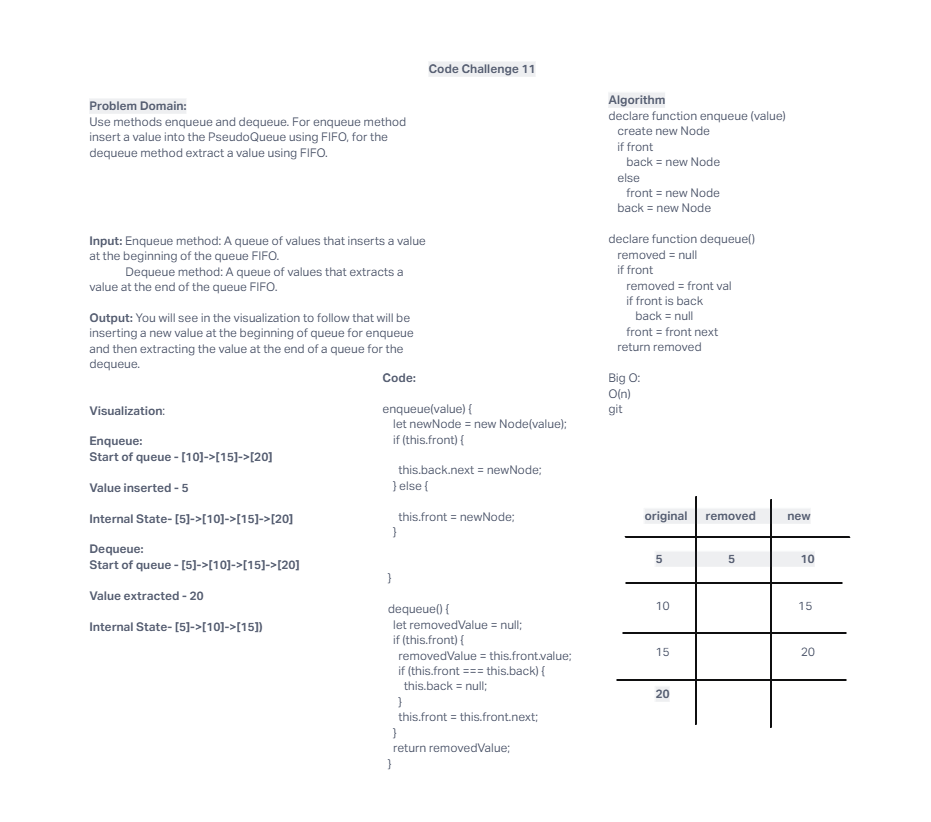 Code Challenge 11
Problem Domain:
Use methods enqueue and dequeue. For enqueue method
insert a value into the PseudoQueue using FIFO, for the
dequeue method extract a value using FIFO.
Input: Enqueue method: A queue of values that inserts a value
at the beginning of the queue FIFO.
Dequeue method: A queue of values that extracts a
value at the end of the queue FIFO.
Output: You will see in the visualization to follow that will be
inserting a new value at the beginning of queue for enqueue
and then extracting the value at the end of a queue for the
dequeue.
Visualization:
Enqueue:
Start of queue - [10]->[15]->[20]
Value inserted - 5
Internal State- [5]->[10]->[15]->[20]
Dequeue:
Start of queue - [5]->[10]->[15]->[20]
Value extracted - 20
Internal State- [5]->[10]->[15])
Code:
enqueue(value) {
let newNode = new Node(value);
if (this.front) {
this.back.next = newNode;
} else {
this.front = newNode;
}
}
dequeue() {
let removedValue = null;
if (this.front) {
removedValue = this.front.value;
if (this.front === this.back) {
this.back = null;
}
this.front = this.front.next;
}
return removedValue;
}
Algorithm
declare function enqueue (value)
create new Node
if front
back = new Node
else
front = new Node
back = new Node
declare function dequeue()
removed = null
if front
removed = front val
if front is back
back = null
front = front next
return removed
Big O:
O(n)
git
original removed new
5 5 10
10 15
15 20
20